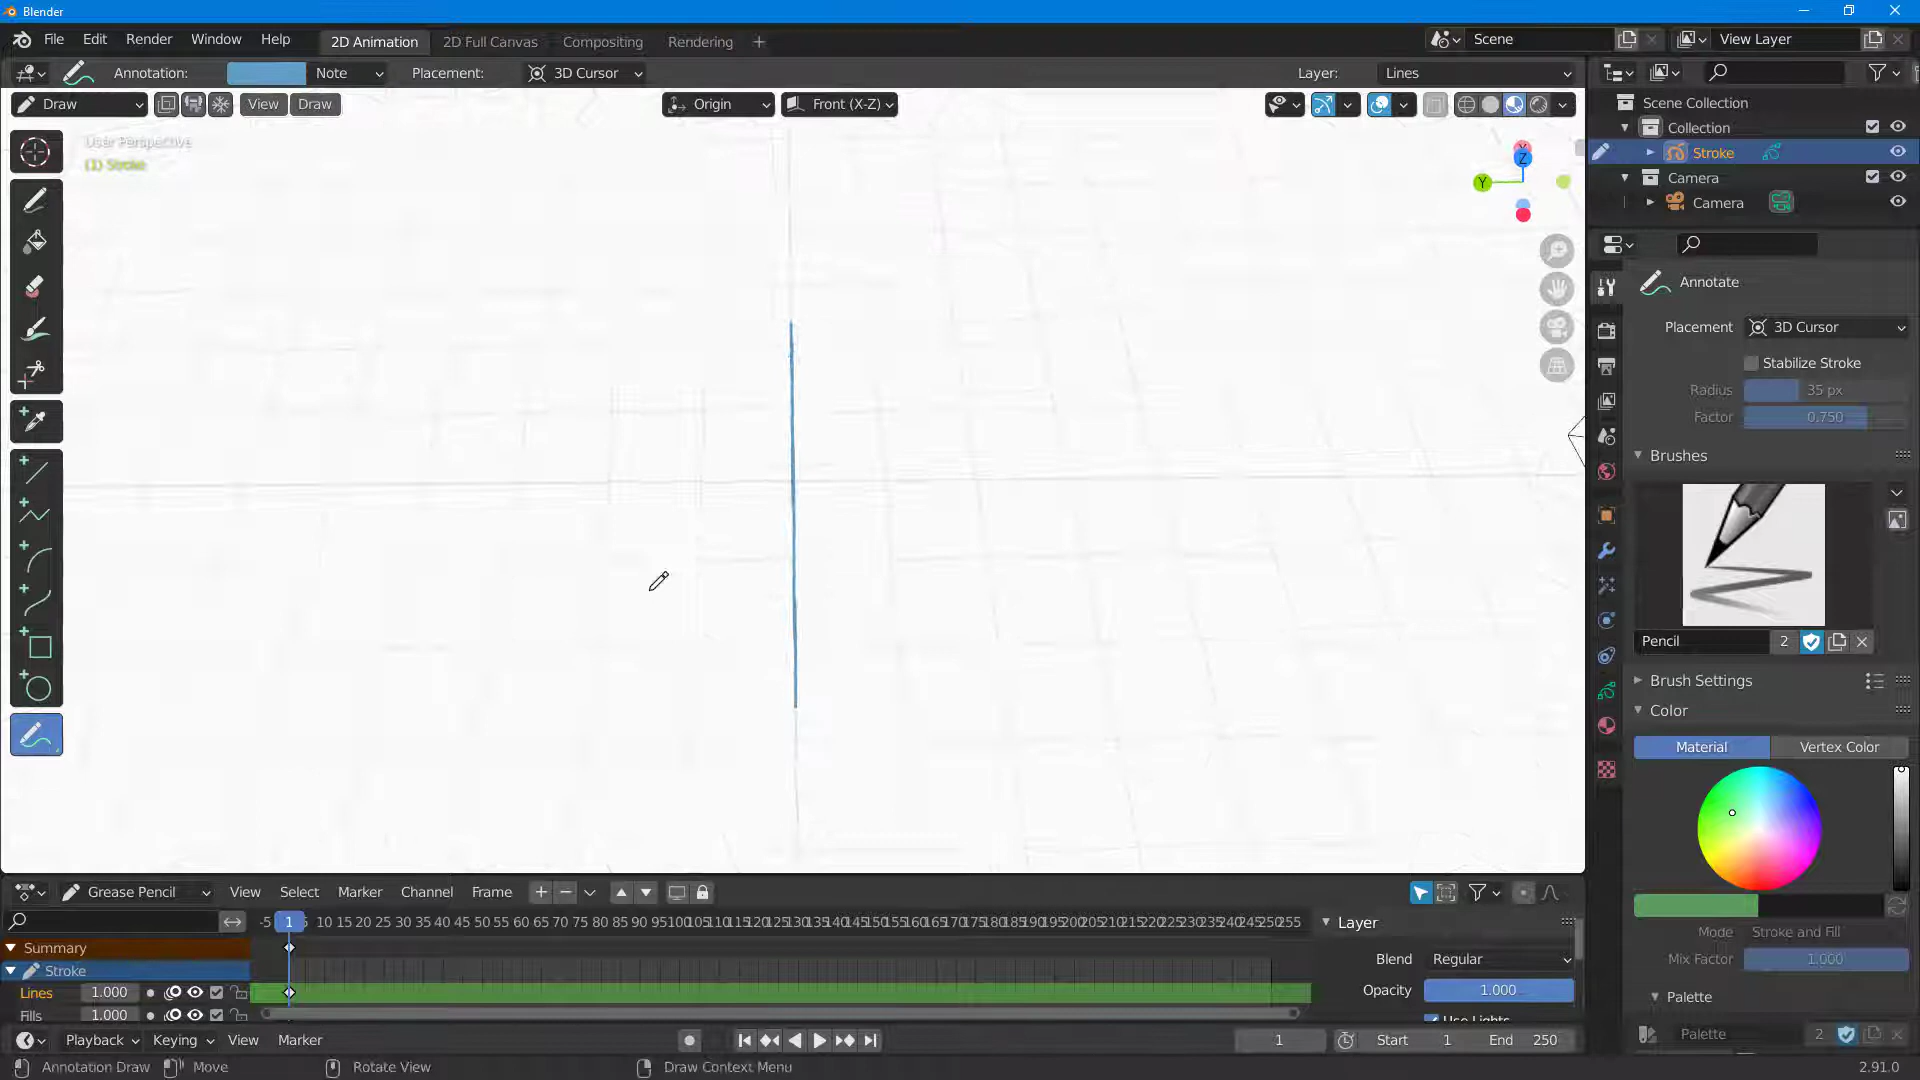 Blender
File Edit Render Window Help 2D Animation 2D Full Canvas Compositing Rendering + Scene View Layer
Annotation: Note Placement: 3D Cursor Layer: Lines
Draw View Draw Origin Front (X-Z)
User Perspective
(1) Stroke
X
Z
Y
Scene Collection
Collection
Stroke
Camera
Camera
Annotate
Placement 3D Cursor
Stabilize Stroke
Radius 35 px
Factor 0.750
Brushes
Pencil 2
Brush Settings
Color
Material Vertex Color
Mode Stroke and Fill
Mix Factor 1.000
Palette
Palette 2
Grease Pencil View Select Marker Channel Frame
-5 1 10 15 20 25 30 35 40 45 50 55 60 65 70 75 80 85 90 95 100 105 110 115 120 125 130 135 140 145 150 155 160 165 170 175 180 185 190 195 200 205 210 215 220 225 230 235 240 245 250 255
Summary
Stroke
Lines 1.000
Fills 1.000
Layer
Blend Regular
Opacity 1.000
Use Lights
Playback Keying View Marker 1 Start 1 End 250
Annotation Draw Move Rotate View Draw Context Menu 2.91.0